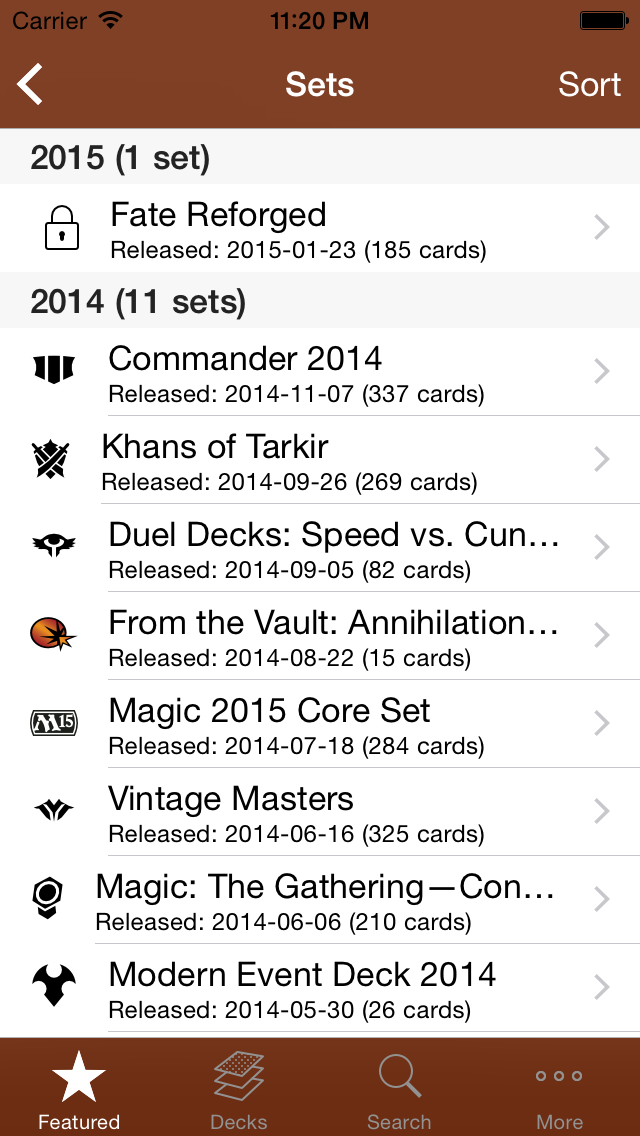 Carrier 11:20 PM
Sets Sort
2015 (1 set)
Fate Reforged
Released: 2015-01-23 (185 cards)
2014 (11 sets)
Commander 2014
Released: 2014-11-07 (337 cards)
Khans of Tarkir
Released: 2014-09-26 (269 cards)
Duel Decks: Speed vs. Cun…
Released: 2014-09-05 (82 cards)
From the Vault: Annihilation…
Released: 2014-08-22 (15 cards)
M15
Magic 2015 Core Set
Released: 2014-07-18 (284 cards)
Vintage Masters
Released: 2014-06-16 (325 cards)
Magic: The Gathering—Con…
Released: 2014-06-06 (210 cards)
Modern Event Deck 2014
Released: 2014-05-30 (26 cards)
Featured Decks Search More